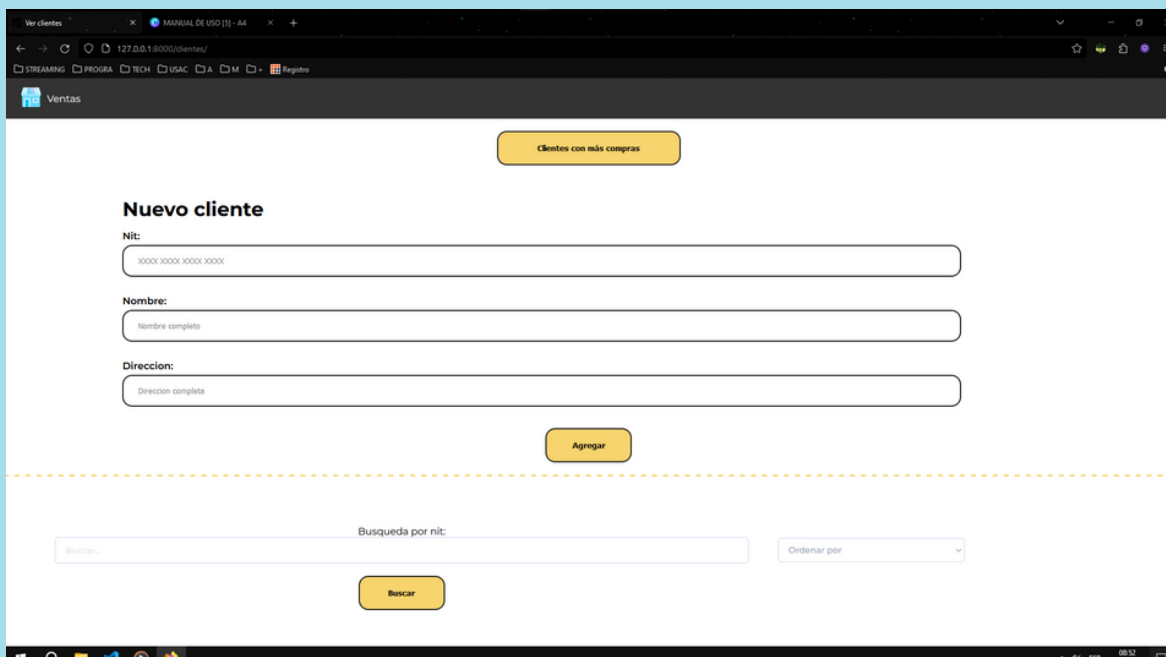 Ver clientes
MANUAL DE USO [5] - A4
127.0.0.1:8000/clientes/
STREAMING PROGRA TECH USAC A M Registro
Ventas
Clientes con más compras
Nuevo cliente
Nit:
XXXX XXXX XXXX XXXX
Nombre:
Nombre completo
Direccion:
Direccion completa
Agregar
Busqueda por nit:
Buscar...
Ordenar por
Buscar
08:52